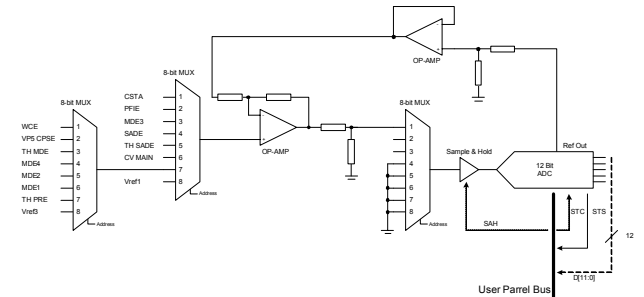 OP-AMP
8-bit MUX
CSTA 1
PFIE 2
MDE3 3
SADE 4
TH SADE 5
CV MAIN 6
7
Vref1 8
Address
8-bit MUX
WCE 1
VP5 CPSE 2
TH MDE 3
MDE4 4
MDE2 5
MDE1 6
TH PRE 7
Vref3 8
Address
- +
OP-AMP
- +
8-bit MUX
1
2
3
4
5
6
7
8
Address
Sample & Hold
Ref Out
12 Bit
ADC
SAH
STC
STS
12
D[11:0]
User Parrel Bus